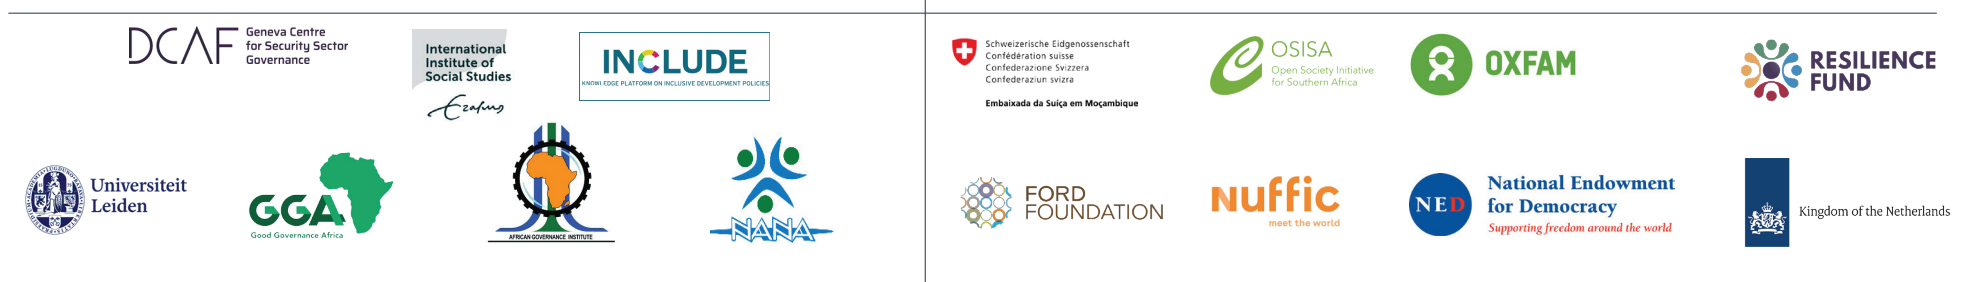 DCAF
Geneva Centre
for Security Sector
Governance
International
Institute of
Social Studies
Erasmus
INCLUDE
KNOWLEDGE PLATFORM ON INCLUSIVE DEVELOPMENT POLICIES
Universiteit
Leiden
GGA
Good Governance Africa
AFRICAN GOVERNANCE INSTITUTE
NANA
Schweizerische Eidgenossenschaft
Confédération suisse
Confederazione Svizzera
Confederaziun svizra
Embaixada da Suíça em Moçambique
OSISA
Open Society Initiative
for Southern Africa
OXFAM
RESILIENCE
FUND
FORD
FOUNDATION
nuffic
meet the world
NED
National Endowment
for Democracy
Supporting freedom around the world
Kingdom of the Netherlands